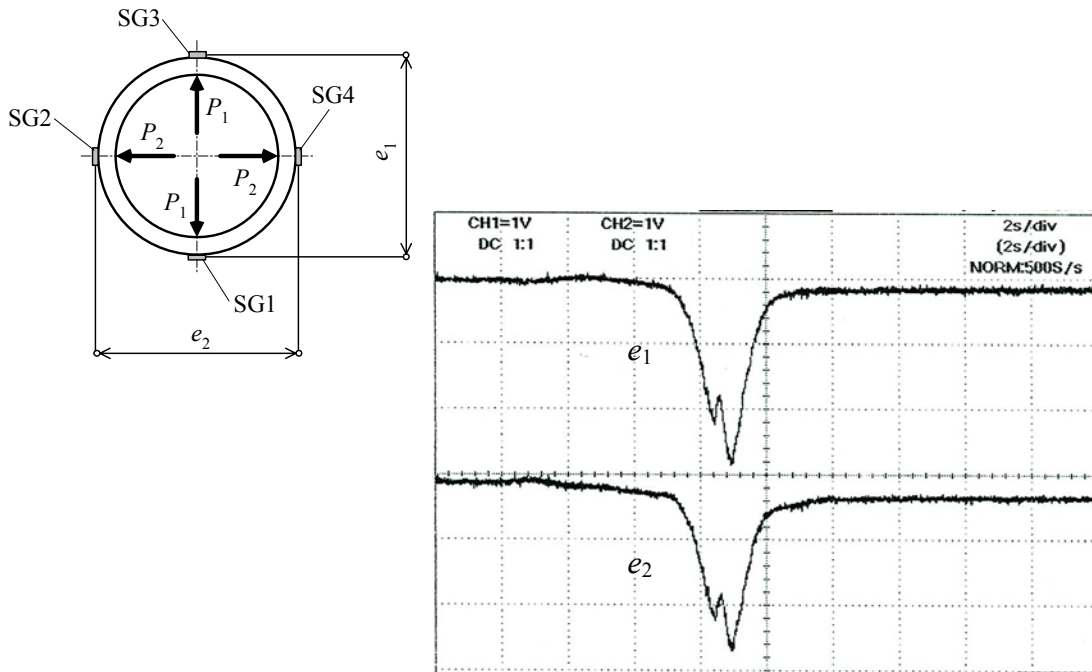 SG3
SG2
SG4
P1
P2
P2
P1
e1
SG1
e2
CH1=1V
DC 1:1
CH2=1V
DC 1:1
2s/div
(2s/div)
NORM:500S/s
e1
e2